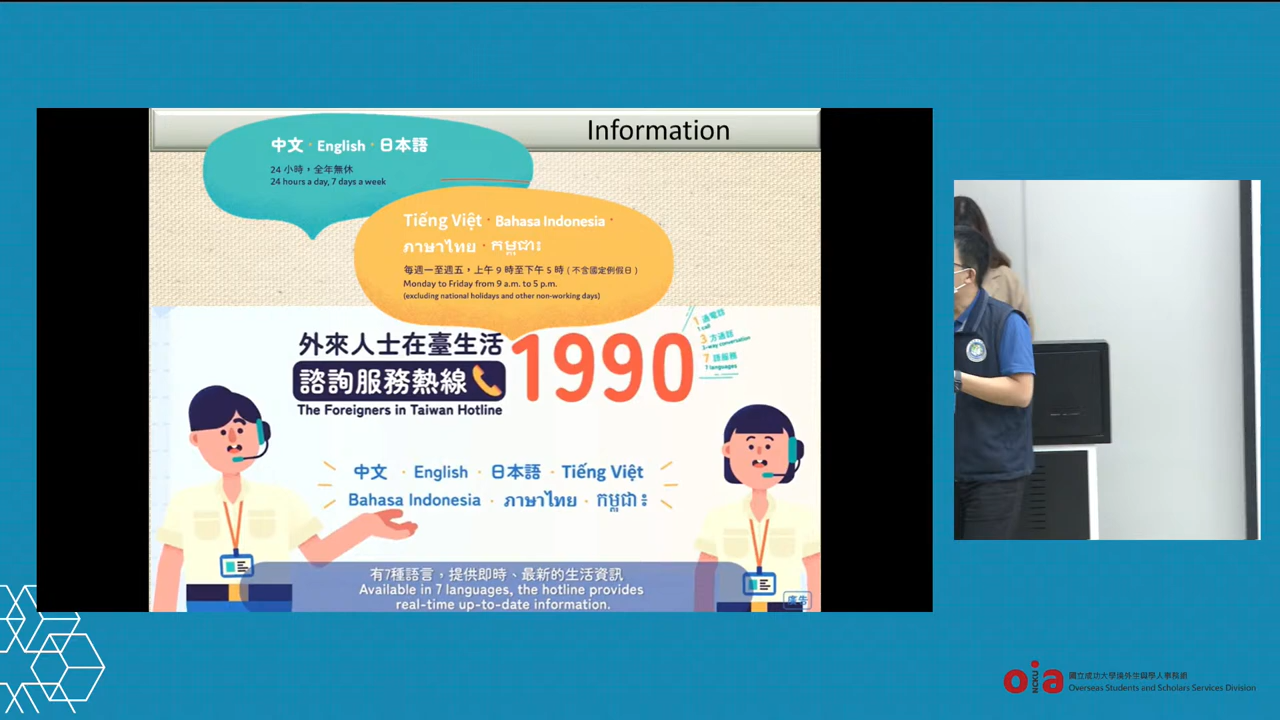 Information
中文・English・日本語
24 小時，全年無休
24 hours a day, 7 days a week
Tiếng Việt・Bahasa Indonesia・
ภาษาไทย・កម្ពុជា៖
每週一至週五，上午 9 時至下午 5 時 ( 不含國定例假日 )
Monday to Friday from 9 a.m. to 5 p.m.
(excluding national holidays and other non-working days)
外來人士在臺生活
諮詢服務熱線
1990
The Foreigners in Taiwan Hotline
1 通電話
1 call
3 方通話
3-way conversation
7 語服務
7 languages
中文・English・日本語・Tiếng Việt
Bahasa Indonesia・ภาษาไทย・កម្ពុជា៖
有7種語言，提供即時、最新的生活資訊
Available in 7 languages, the hotline provides
real-time up-to-date information.
廣告
oia
NCKU
國立成功大學境外生與學人事務組
Overseas Students and Scholars Services Division